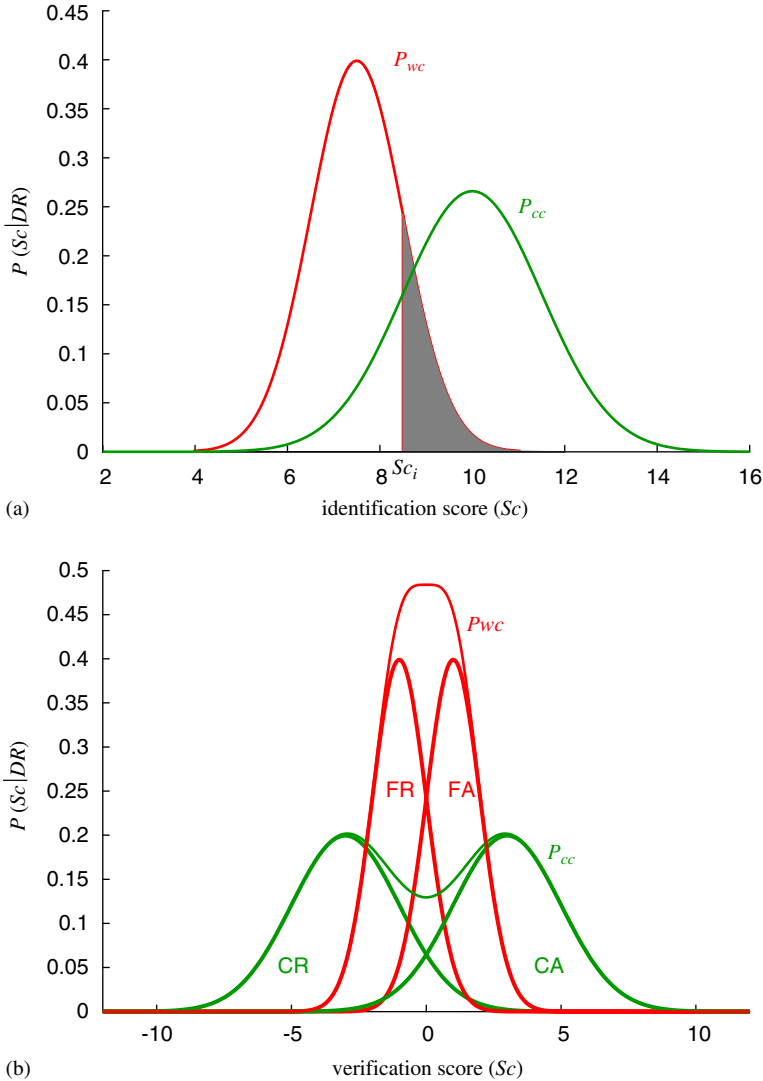 0.45
0.4
0.35
0.3
0.25
0.2
0.15
0.1
0.05
0
P (Sc|DR)
P_wc
P_cc
2 4 6 8 10 12 14 16
Sc_i
(a)
identification score (Sc)
0.5
0.45
0.4
0.35
0.3
0.25
0.2
0.15
0.1
0.05
0
P (Sc|DR)
Pwc
FR FA
P_cc
CR CA
-10 -5 0 5 10
(b)
verification score (Sc)